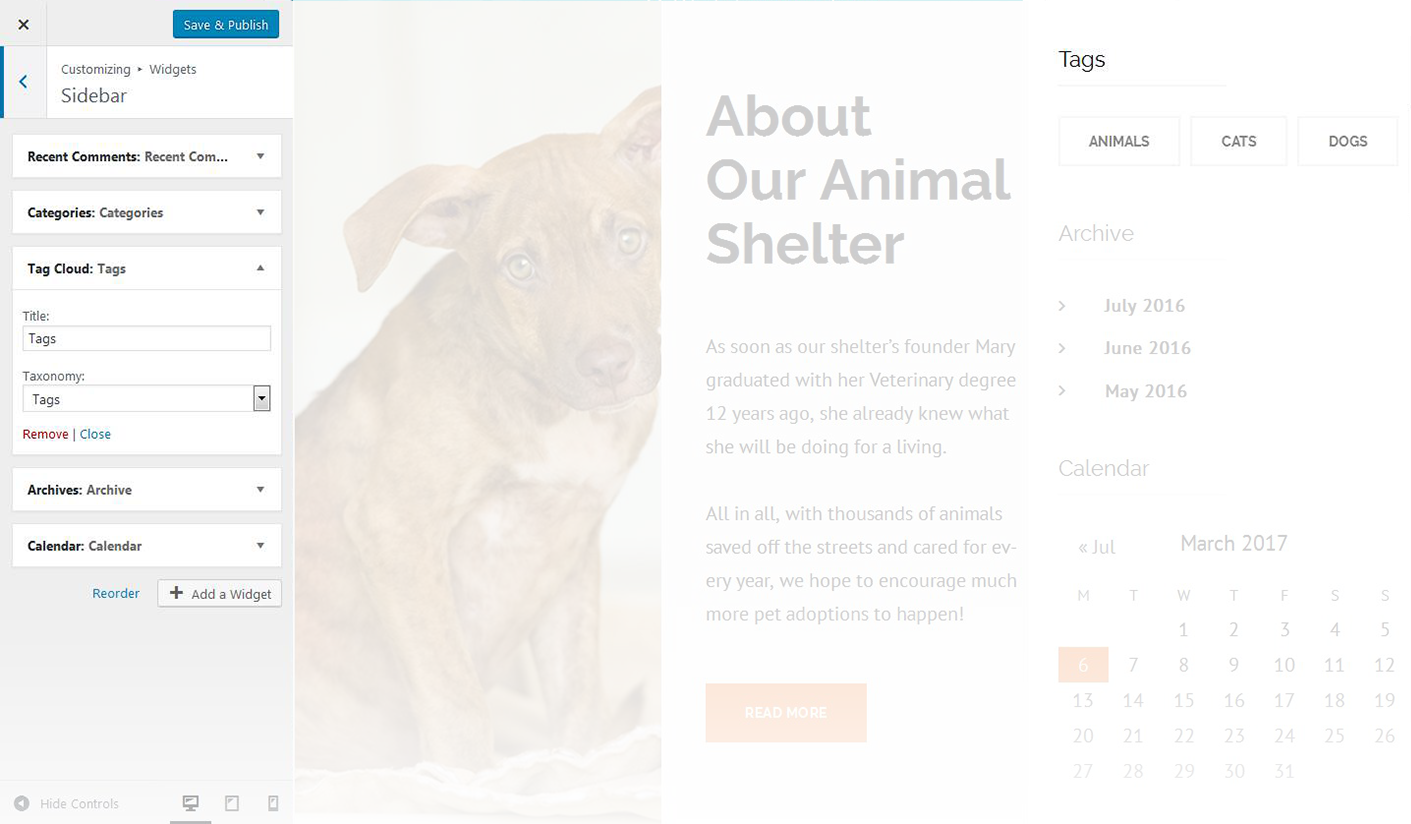 Save & Publish
Customizing ▸ Widgets
Sidebar
Recent Comments: Recent Com...
Categories: Categories
Tag Cloud: Tags
Title:
Tags
Taxonomy:
Tags
Remove | Close
Archives: Archive
Calendar: Calendar
Reorder
Add a Widget
Hide Controls
About
Our Animal
Shelter
As soon as our shelter’s founder Mary
graduated with her Veterinary degree
12 years ago, she already knew what
she will be doing for a living.
All in all, with thousands of animals
saved off the streets and cared for ev-
ery year, we hope to encourage much
more pet adoptions to happen!
READ MORE
Tags
ANIMALS CATS DOGS
Archive
July 2016
June 2016
May 2016
Calendar
« Jul March 2017
M T W T F S S
1 2 3 4 5
6 7 8 9 10 11 12
13 14 15 16 17 18 19
20 21 22 23 24 25 26
27 28 29 30 31